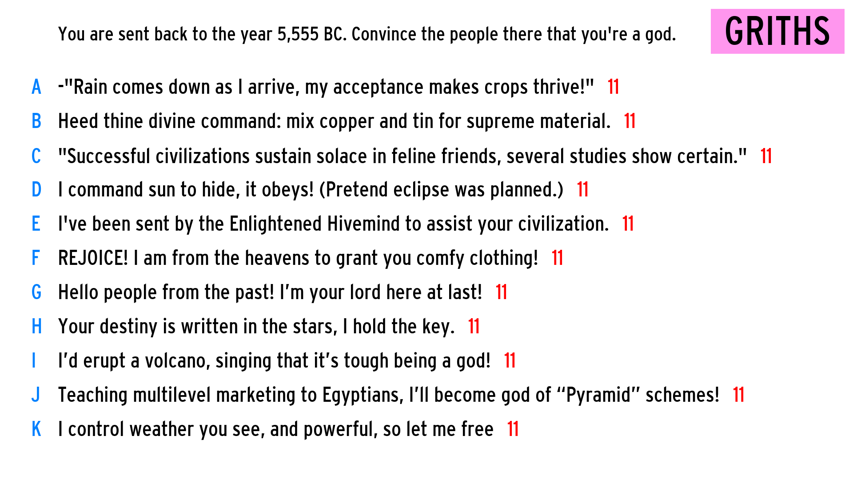 You are sent back to the year 5,555 BC. Convince the people there that you're a god.
GRITHS
A -"Rain comes down as I arrive, my acceptance makes crops thrive!" 11
B Heed thine divine command: mix copper and tin for supreme material. 11
C "Successful civilizations sustain solace in feline friends, several studies show certain." 11
D I command sun to hide, it obeys! (Pretend eclipse was planned.) 11
E I've been sent by the Enlightened Hivemind to assist your civilization. 11
F REJOICE! I am from the heavens to grant you comfy clothing! 11
G Hello people from the past! I’m your lord here at last! 11
H Your destiny is written in the stars, I hold the key. 11
I I’d erupt a volcano, singing that it’s tough being a god! 11
J Teaching multilevel marketing to Egyptians, I’ll become god of “Pyramid” schemes! 11
K I control weather you see, and powerful, so let me free 11